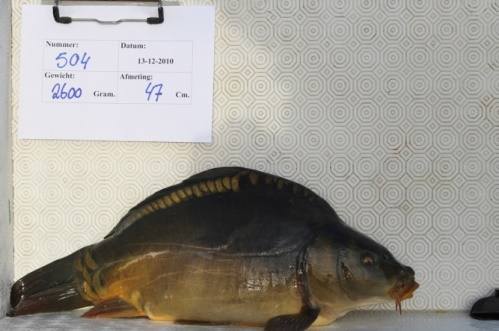 Nummer: Datum:
504 13-12-2010
Gewicht: Afmeting:
2600 Gram. 47 Cm.